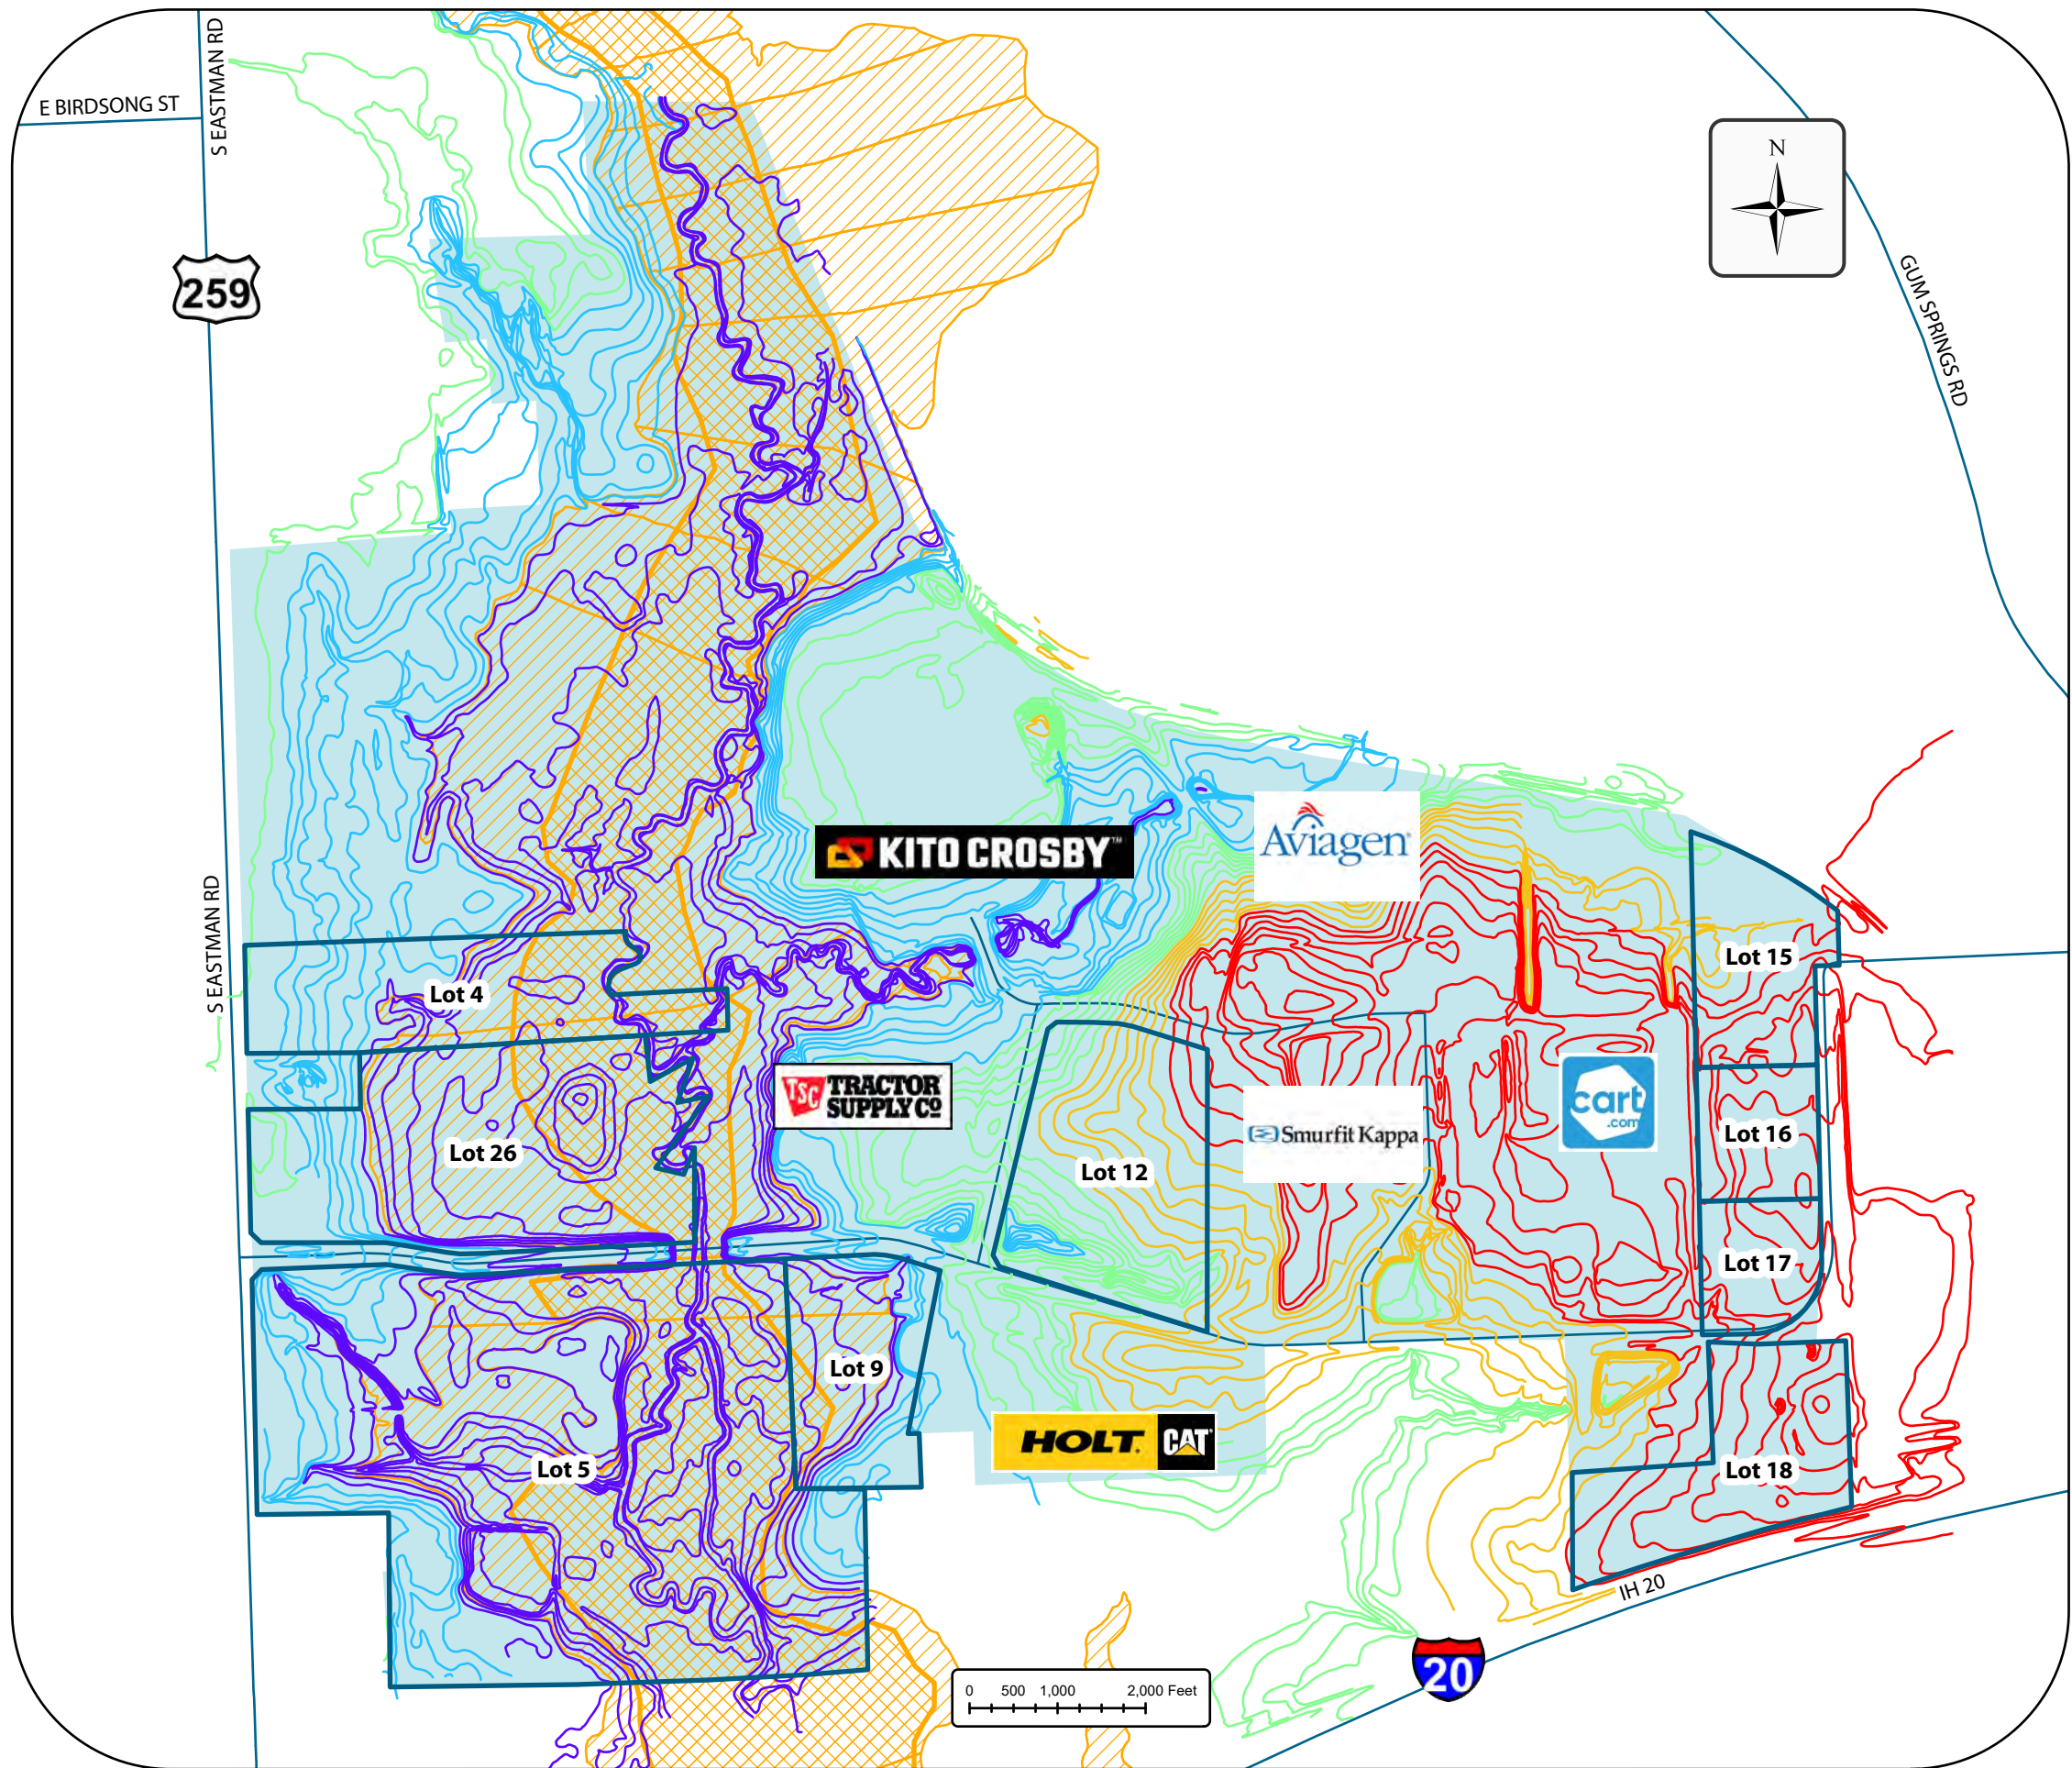 E BIRDSONG ST
S EASTMAN RD
N
259
GUM SPRINGS RD
KITO CROSBY™
Aviagen
S EASTMAN RD
Lot 15
Lot 4
TSC TRACTOR
SUPPLY CO
cart
.com
Lot 16
Smurfit Kappa
Lot 26
Lot 12
Lot 17
Lot 9
HOLT. CAT
Lot 5
Lot 18
IH 20
20
0 500 1,000 2,000 Feet